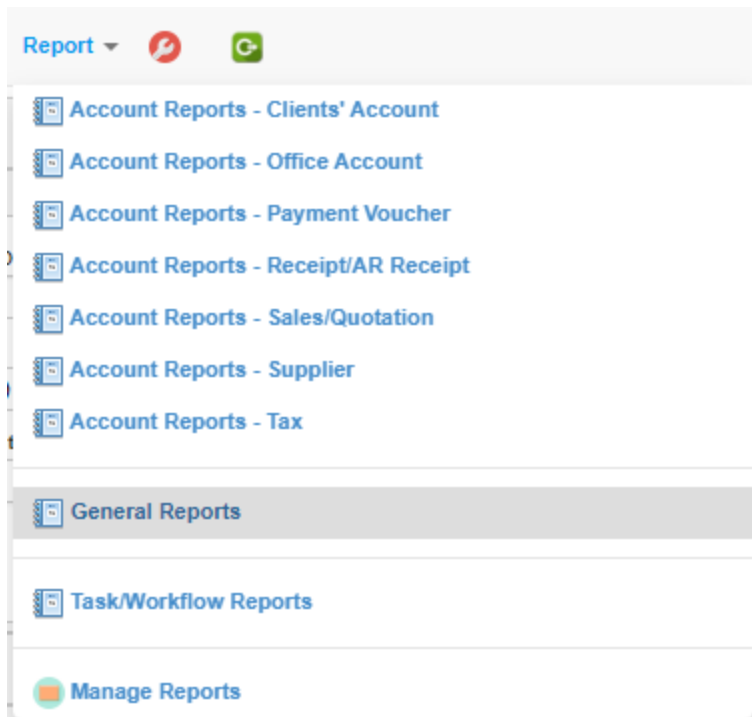 Report
Account Reports - Clients' Account
Account Reports - Office Account
Account Reports - Payment Voucher
Account Reports - Receipt/AR Receipt
Account Reports - Sales/Quotation
Account Reports - Supplier
Account Reports - Tax
General Reports
Task/Workflow Reports
Manage Reports